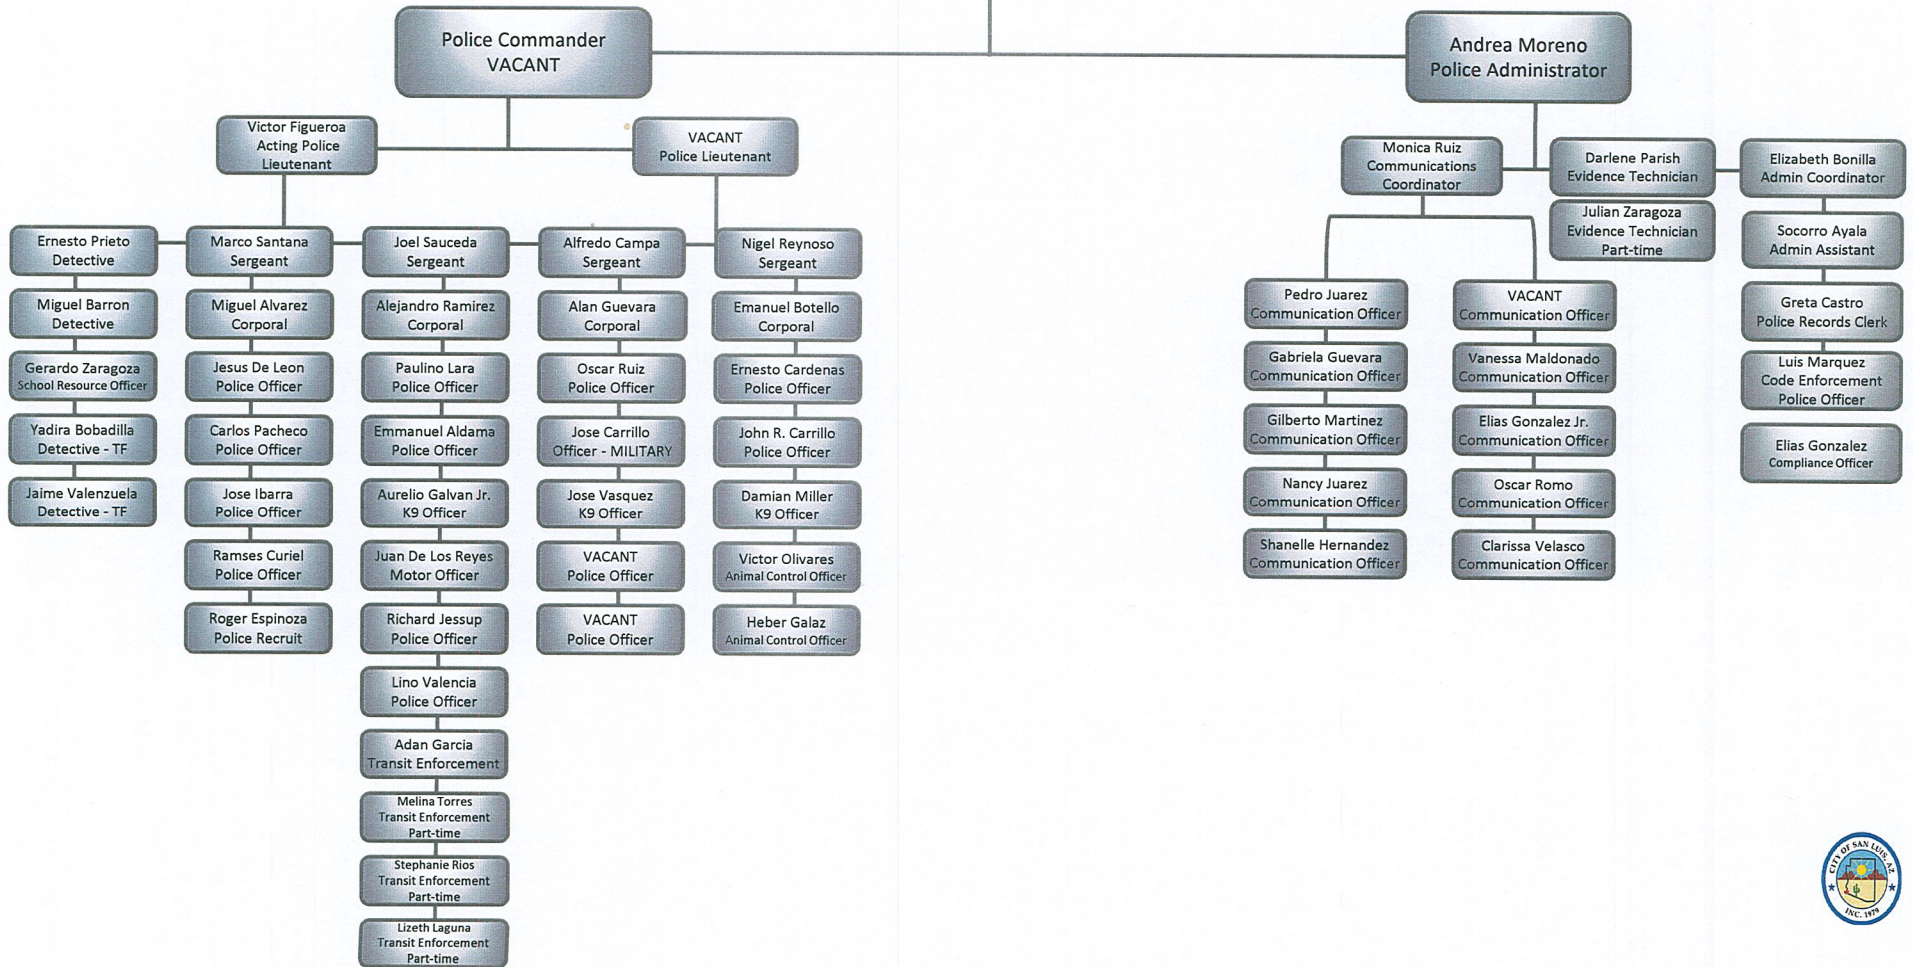 Police Commander
VACANT
Andrea Moreno
Police Administrator
Victor Figueroa
Acting Police
Lieutenant
VACANT
Police Lieutenant
Monica Ruiz
Communications
Coordinator
Darlene Parish
Evidence Technician
Elizabeth Bonilla
Admin Coordinator
Julian Zaragoza
Evidence Technician
Part-time
Socorro Ayala
Admin Assistant
Greta Castro
Police Records Clerk
Luis Marquez
Code Enforcement
Police Officer
Elias Gonzalez
Compliance Officer
Ernesto Prieto
Detective
Miguel Barron
Detective
Gerardo Zaragoza
School Resource Officer
Yadira Bobadilla
Detective - TF
Jaime Valenzuela
Detective - TF
Marco Santana
Sergeant
Miguel Alvarez
Corporal
Jesus De Leon
Police Officer
Carlos Pacheco
Police Officer
Jose Ibarra
Police Officer
Ramses Curiel
Police Officer
Roger Espinoza
Police Recruit
Joel Sauceda
Sergeant
Alejandro Ramirez
Corporal
Paulino Lara
Police Officer
Emmanuel Aldama
Police Officer
Aurelio Galvan Jr.
K9 Officer
Juan De Los Reyes
Motor Officer
Richard Jessup
Police Officer
Lino Valencia
Police Officer
Adan Garcia
Transit Enforcement
Melina Torres
Transit Enforcement
Part-time
Stephanie Rios
Transit Enforcement
Part-time
Lizeth Laguna
Transit Enforcement
Part-time
Alfredo Campa
Sergeant
Alan Guevara
Corporal
Oscar Ruiz
Police Officer
Jose Carrillo
Officer - MILITARY
Jose Vasquez
K9 Officer
VACANT
Police Officer
VACANT
Police Officer
Nigel Reynoso
Sergeant
Emanuel Botello
Corporal
Ernesto Cardenas
Police Officer
John R. Carrillo
Police Officer
Damian Miller
K9 Officer
Victor Olivares
Animal Control Officer
Heber Galaz
Animal Control Officer
Pedro Juarez
Communication Officer
Gabriela Guevara
Communication Officer
Gilberto Martinez
Communication Officer
Nancy Juarez
Communication Officer
Shanelle Hernandez
Communication Officer
VACANT
Communication Officer
Vanessa Maldonado
Communication Officer
Elias Gonzalez Jr.
Communication Officer
Oscar Romo
Communication Officer
Clarissa Velasco
Communication Officer
CITY OF SAN LUIS, AZ
INC. 1979